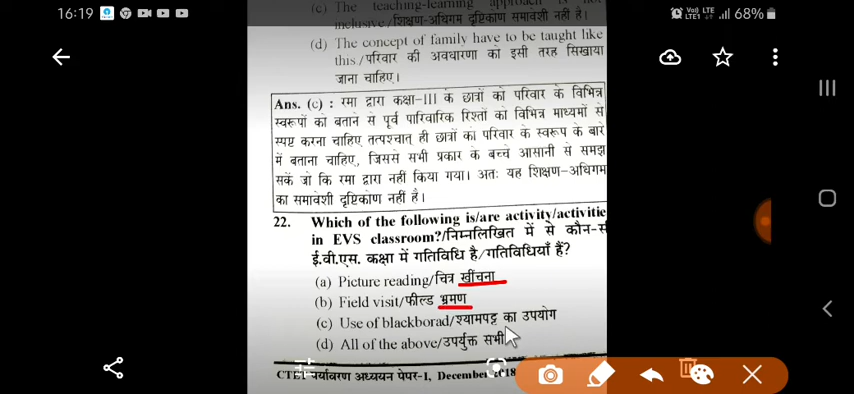 16:19
Voi) LTE
LTE1
68%
(c) The teaching-learning approach is not
inclusive/शिक्षण-अधिगम दृष्टिकोण समावेशी नहीं है।
(d) The concept of family have to be taught like
this./परिवार की अवधारणा को इसी तरह सिखाया
जाना चाहिए।
Ans. (c) : रमा द्वारा कक्षा-III के छात्रों को परिवार के विभिन्न
स्वरूपों को बताने से पूर्व पारिवारिक रिश्तों को विभिन्न माध्यमों से
स्पष्ट करना चाहिए तत्पश्चात् ही छात्रों का परिवार के स्वरूप के बारे
में बताना चाहिए, जिससे सभी प्रकार के बच्चे आसानी से समझ
सकें जो कि रमा द्वारा नहीं किया गया। अतः यह शिक्षण-अधिगम
का समावेशी दृष्टिकोण नहीं है।
22. Which of the following is/are activity/activitie
in EVS classroom?/निम्नलिखित में से कौन-स
ई.वी.एस. कक्षा में गतिविधि है/गतिविधियाँ हैं?
(a) Picture reading/चित्र खींचना
(b) Field visit/फील्ड भ्रमण
(c) Use of blackborad/श्यामपट्ट का उपयोग
(d) All of the above/उपर्युक्त सभी
CTET पर्यावरण अध्ययन पेपर-1, December 2018